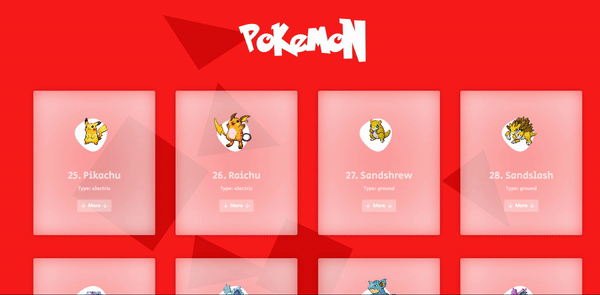 PoKeMoN
25. Pikachu
Type: electric
↓ More ↓
26. Raichu
Type: electric
↓ More ↓
27. Sandshrew
Type: ground
↓ More ↓
28. Sandslash
Type: ground
↓ More ↓